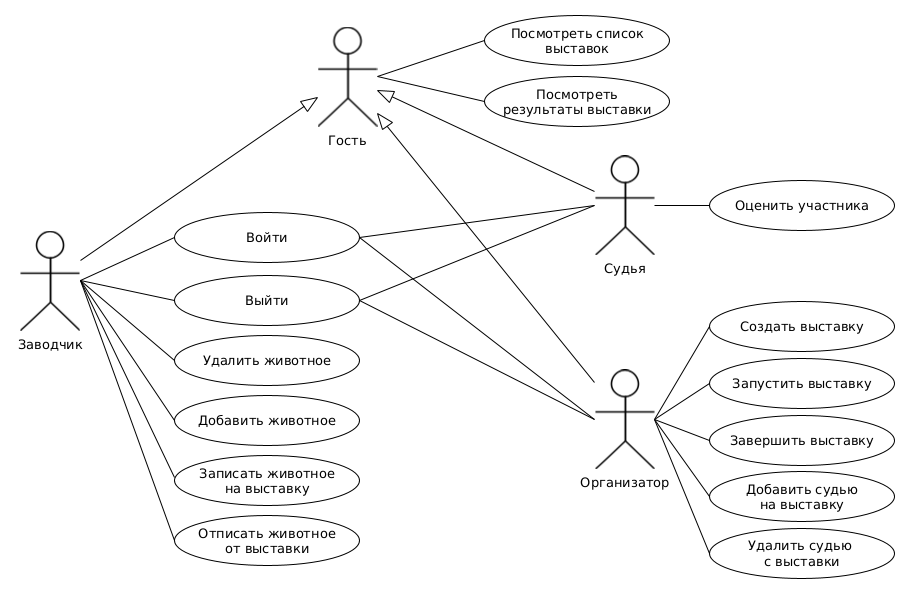 Посмотреть список
выставок
Посмотреть
результаты выставки
Гость
Оценить участника
Судья
Войти
Выйти
Заводчик
Удалить животное
Добавить животное
Записать животное
на выставку
Отписать животное
от выставки
Создать выставку
Запустить выставку
Завершить выставку
Организатор
Добавить судью
на выставку
Удалить судью
с выставки